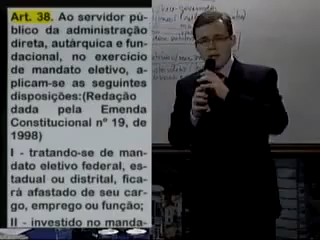 Art. 38. Ao servidor pú-
blico da administração
direta, autárquica e fun-
dacional, no exercício
de mandato eletivo, a-
plicam-se as seguintes
disposições:(Redação
dada pela Emenda
Constitucional nº 19, de
1998)
I - tratando-se de man-
dato eletivo federal, es-
tadual ou distrital, fica-
rá afastado de seu car-
go, emprego ou função;
II - investido no manda-